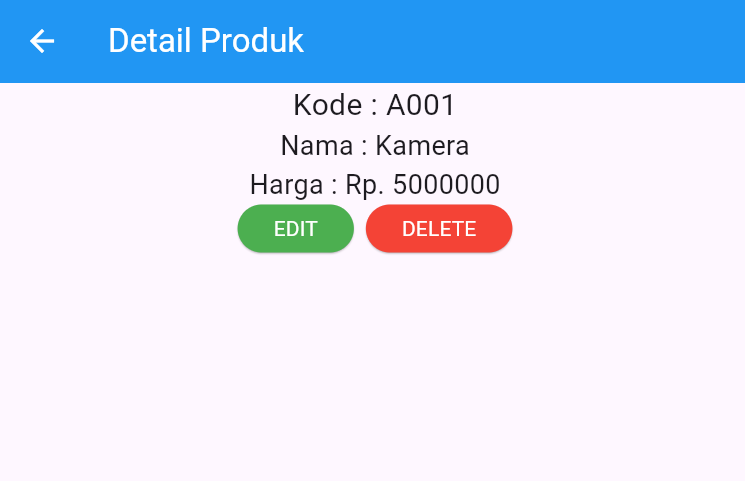 Detail Produk
Kode : A001
Nama : Kamera
Harga : Rp. 5000000
EDIT DELETE